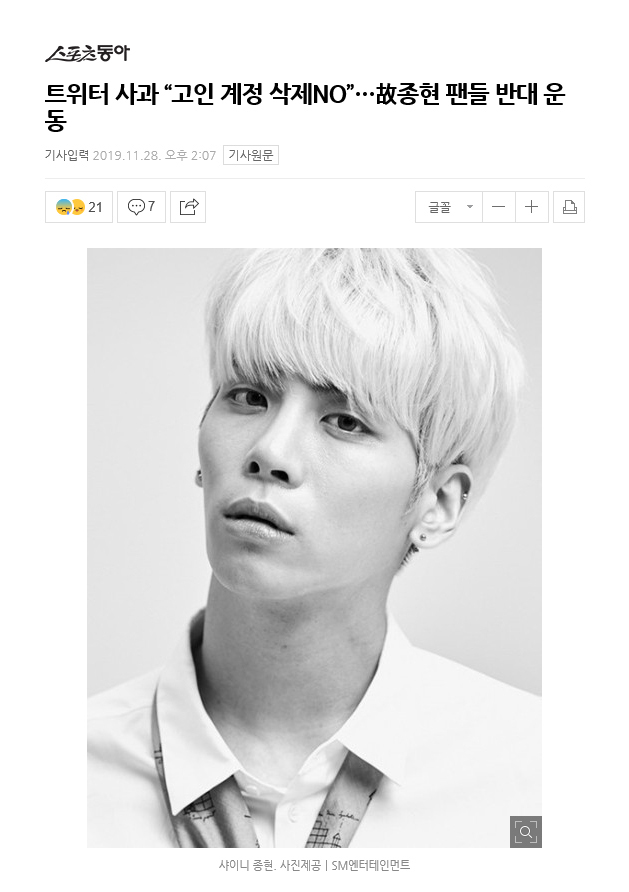 스포츠동아
트위터 사과 “고인 계정 삭제NO”…故종현 팬들 반대 운
동
기사입력 2019.11.28. 오후 2:07 기사원문
21 7 글꼴
샤이니 종현. 사진제공 | SM엔터테인먼트